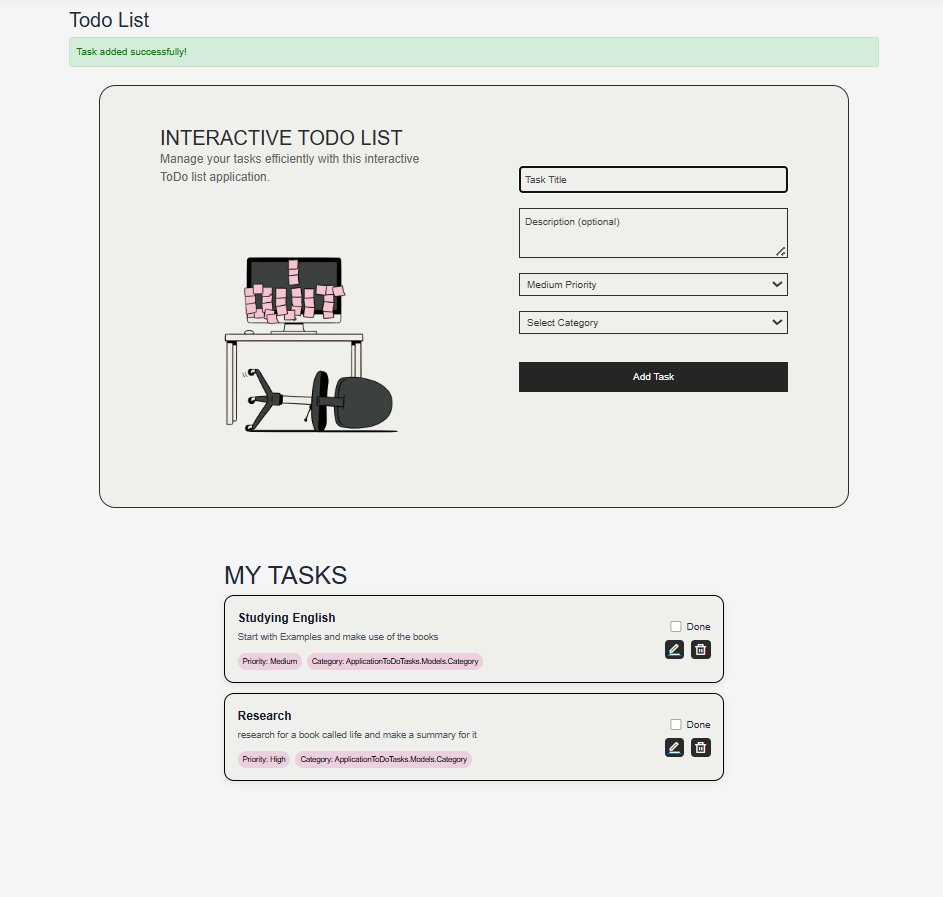 Todo List
Task added successfully!
INTERACTIVE TODO LIST
Manage your tasks efficiently with this interactive
ToDo list application.
Task Title
Description (optional)
Medium Priority
Select Category
Add Task
MY TASKS
Studying English
Start with Examples and make use of the books
Priority: Medium Category: ApplicationToDoTasks.Models.Category
Done
Research
research for a book called life and make a summary for it
Priority: High Category: ApplicationToDoTasks.Models.Category
Done